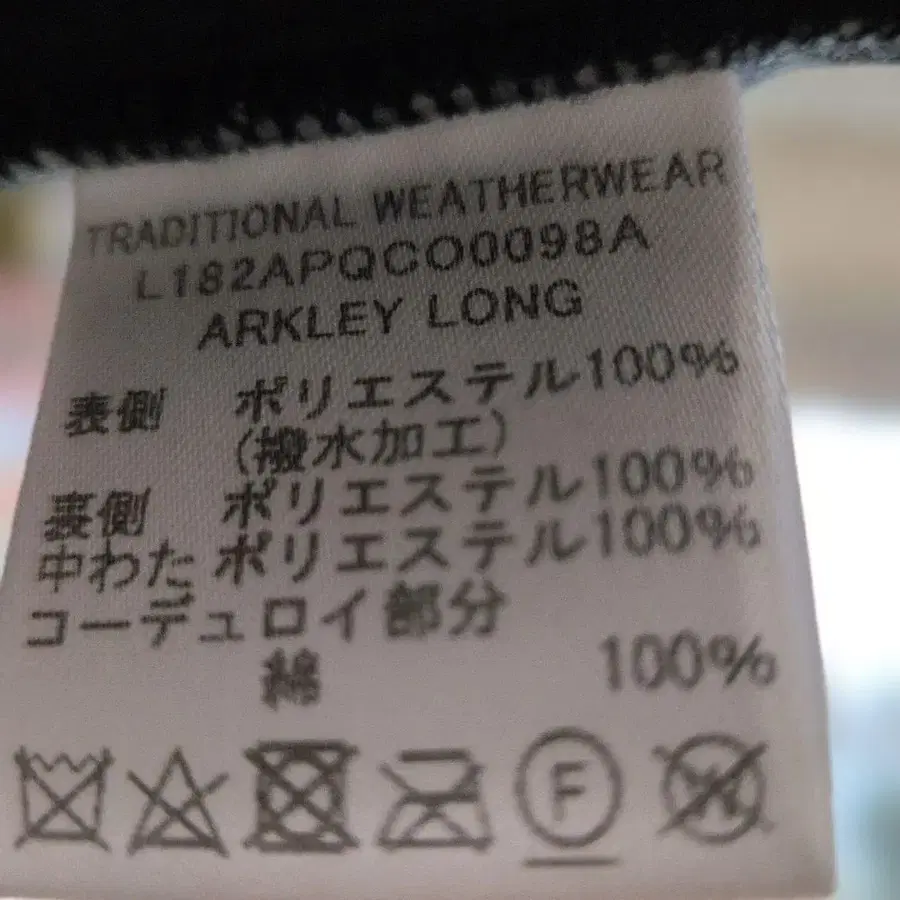 TRADITIONAL WEATHERWEAR
L182APQCO0098A
ARKLEY LONG
表側 ポリエステル100%
(撥水加工)
裏側 ポリエステル100%
中わた ポリエステル100%
コーデュロイ部分
綿 100%
F
W